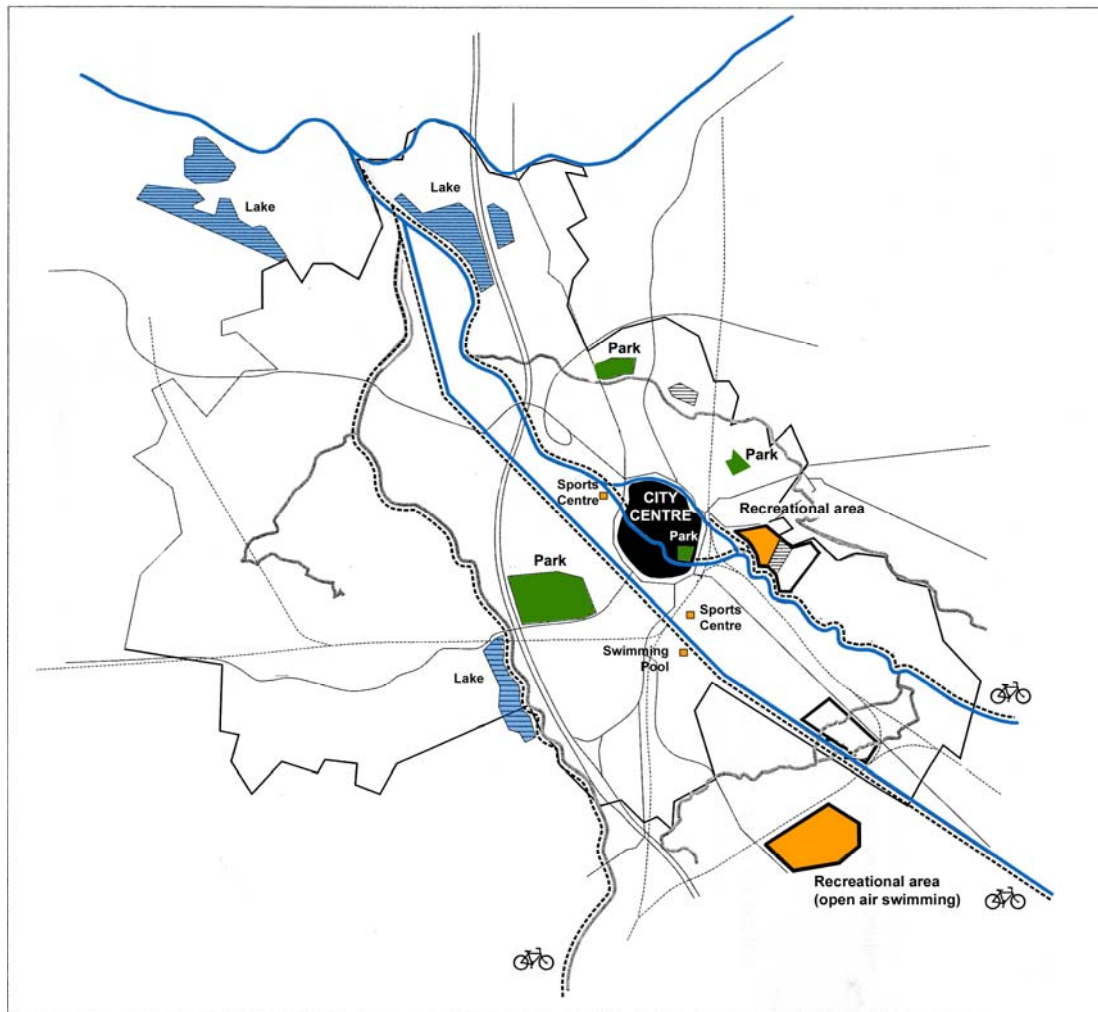 Lake
Lake
Park
Park
Sports
Centre
CITY
CENTRE
Recreational area
Park
Park
Sports
Centre
Swimming
Pool
Lake
Recreational area
(open air swimming)